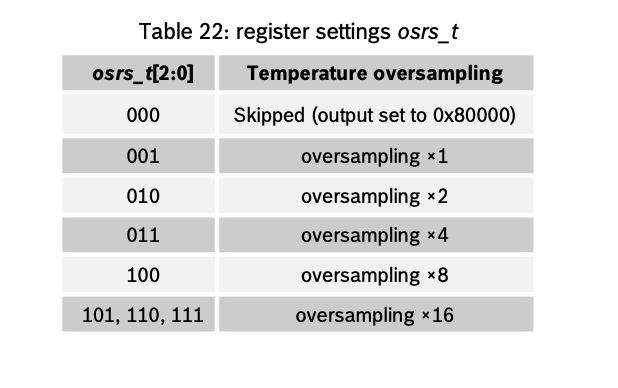 Table 22: register settings osrs_t
osrs_t[2:0] Temperature oversampling
000 Skipped (output set to 0x80000)
001 oversampling ×1
010 oversampling ×2
011 oversampling ×4
100 oversampling ×8
101, 110, 111 oversampling ×16